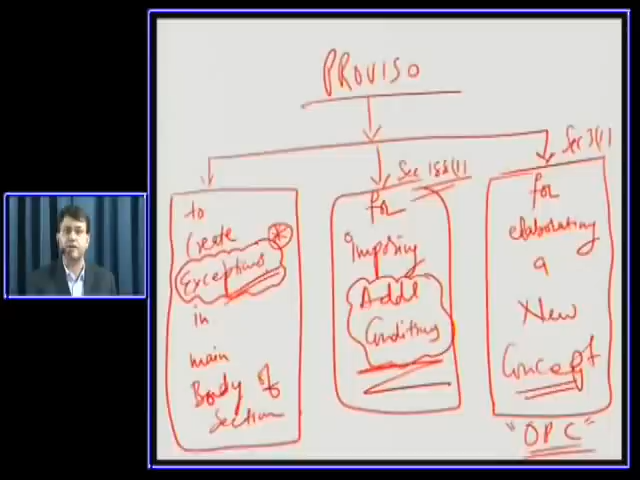 PROVISO
to
Create
Exceptions *
in
main
Body of
Section
Sec 188(1)
for
Imposing
Addl
Conditions
Sec 3(1)
for
elaborating
a
New
Concept
"OPC"